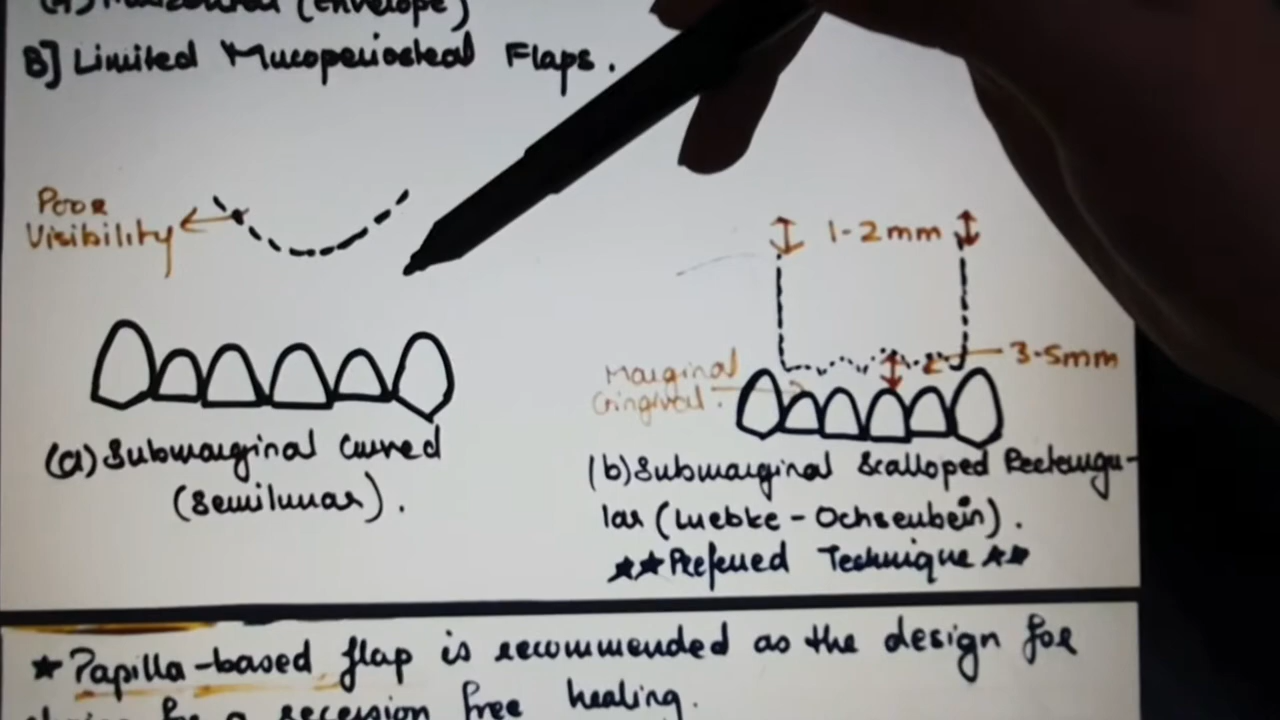 (envelope)
B] Limited Mucoperiosteal Flaps.
Poor
Visibility
1-2mm
3-5mm
Marginal
Gingival.
(a) Submarginal Curved
(Semilunar).
(b) Submarginal Scalloped Rectangu-
lar (Luebke - Ochsenbein).
★★ Preferred Technique ★★
★ Papilla-based flap is recommended as the design for
a recession free healing.